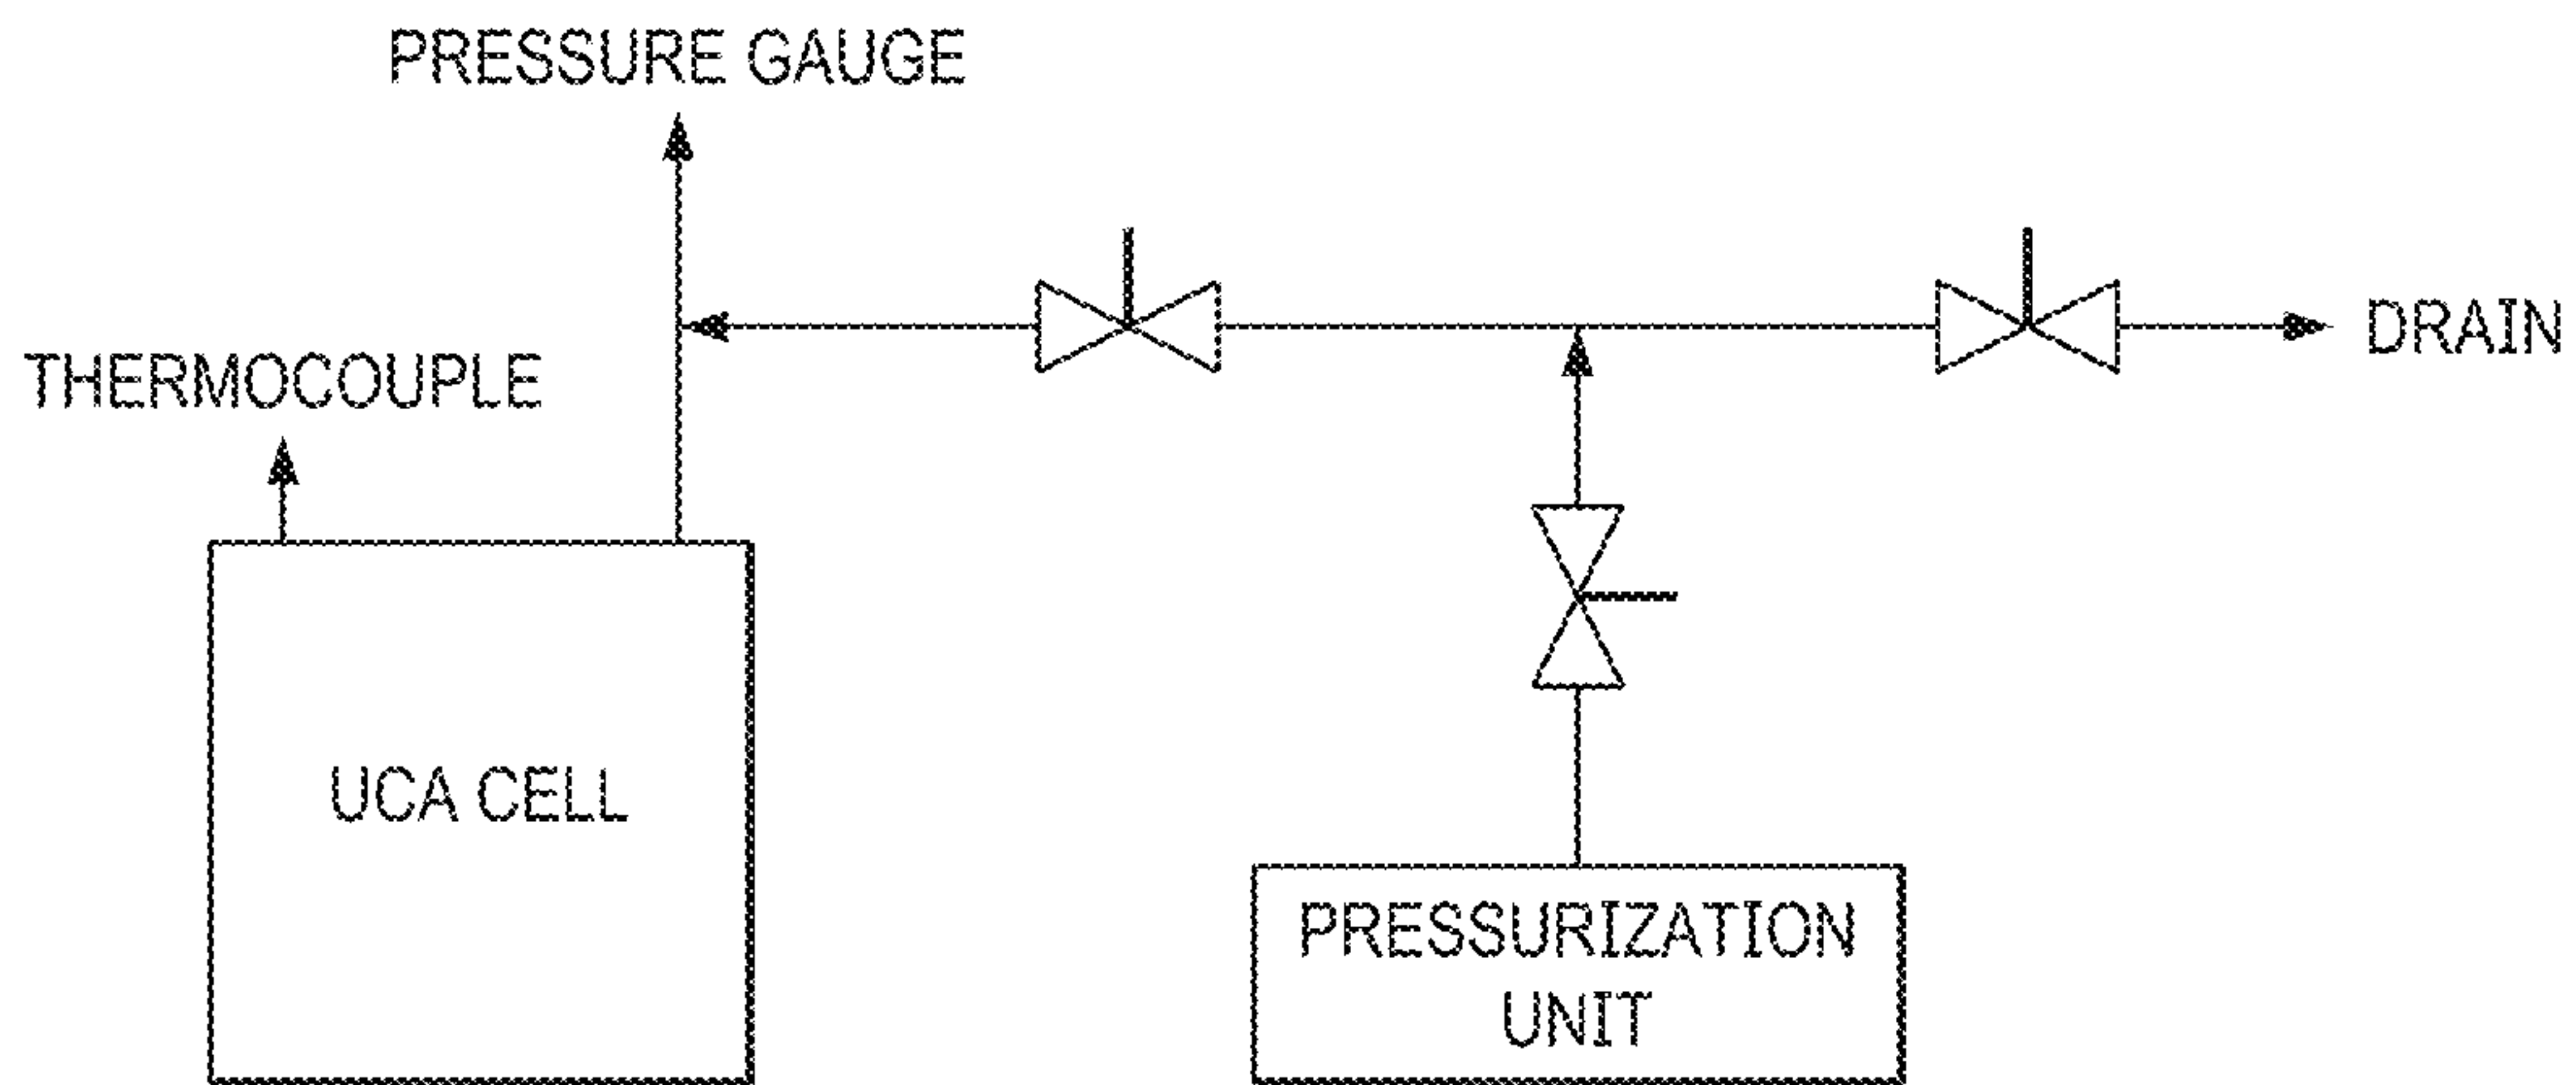 PRESSURE GAUGE
THERMOCOUPLE
DRAIN
UCA CELL
PRESSURIZATION
UNIT